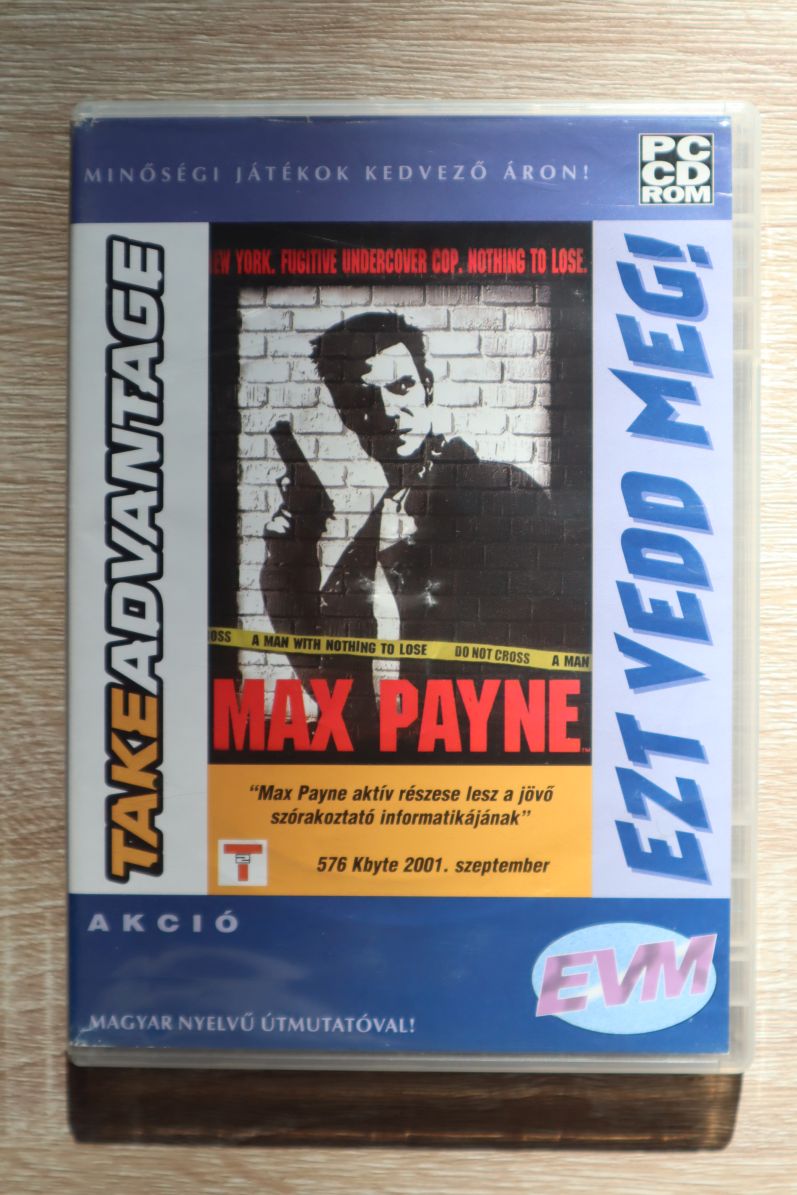 MINŐSÉGI JÁTÉKOK KEDVEZŐ ÁRON!
PC
CD
ROM
TAKEADVANTAGE
EW YORK. FUGITIVE UNDERCOVER COP. NOTHING TO LOSE.
OSS A MAN WITH NOTHING TO LOSE DO NOT CROSS A MAN
MAX PAYNE™
EZT VEDD MEG!
"Max Payne aktív részese lesz a jövő
szórakoztató informatikájának"
576 Kbyte 2001. szeptember
AKCIÓ
EVM
MAGYAR NYELVŰ ÚTMUTATÓVAL!